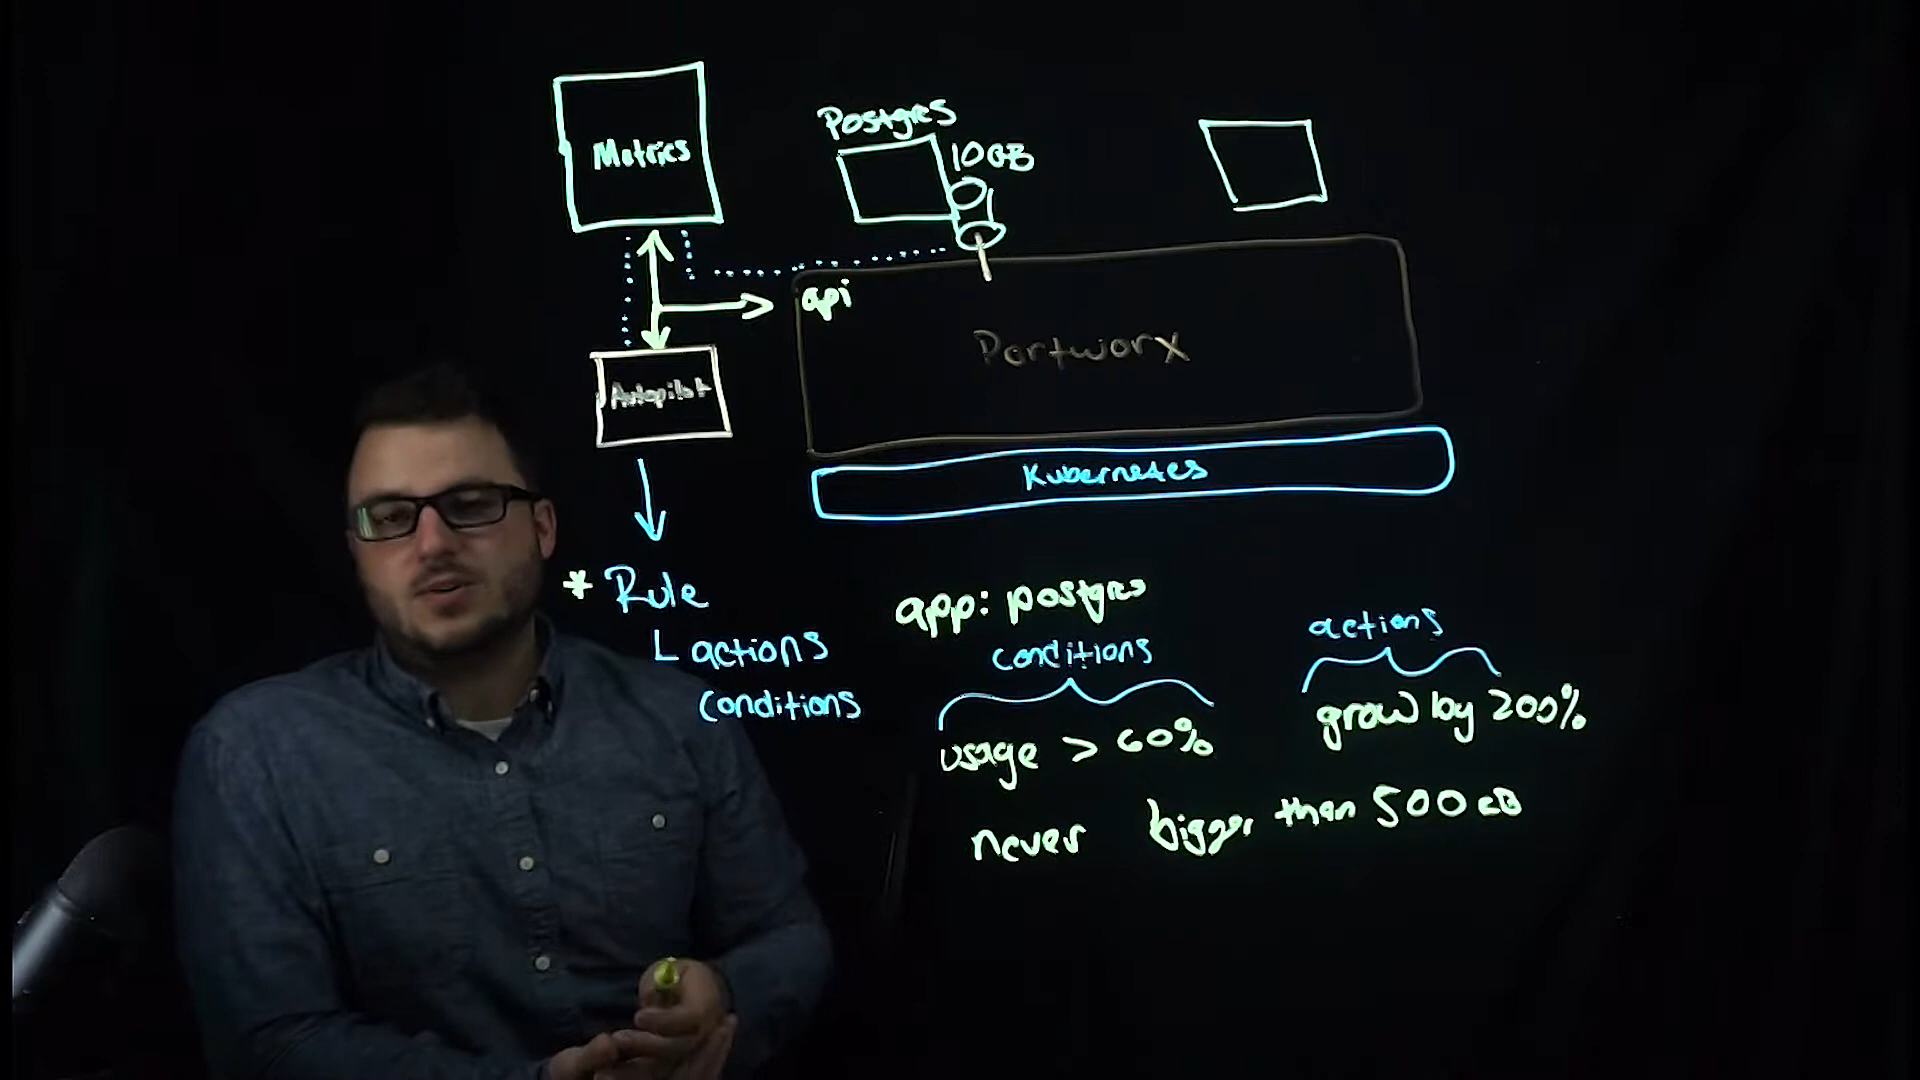 Metrics
Postgres
10GB
api
Portworx
Autopilot
Kubernetes
* Rule
actions
conditions
app: postgres
conditions
actions
usage > 60%
grow by 200%
never bigger than 500GB